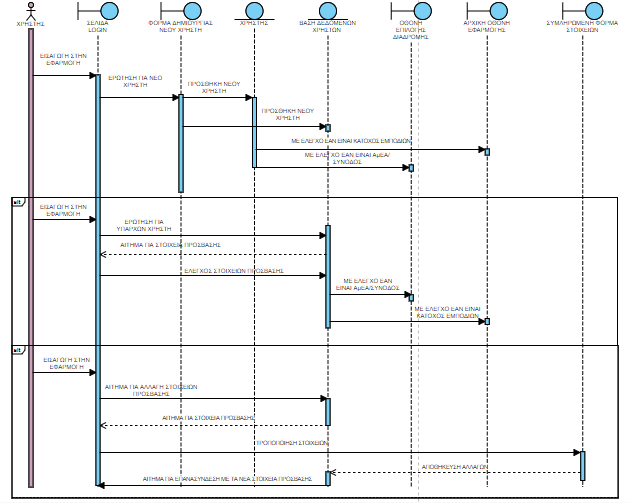 ΧΡΗΣΤΗΣ
ΣΕΛΙΔΑ
LOGIN
ΦΟΡΜΑ ΔΗΜΙΟΥΡΓΙΑΣ
ΝΕΟΥ ΧΡΗΣΤΗ
ΧΡΗΣΤΗΣ
ΒΑΣΗ ΔΕΔΟΜΕΝΩΝ
ΧΡΗΣΤΩΝ
ΟΘΟΝΗ
ΕΠΙΛΟΓΗΣ
ΔΙΑΔΡΟΜΗΣ
ΑΡΧΙΚΗ ΟΘΟΝΗ
ΕΦΑΡΜΟΓΗΣ
ΣΥΜΠΛΗΡΩΜΕΝΗ ΦΟΡΜΑ
ΣΤΟΙΧΕΙΩΝ
ΕΙΣΑΓΩΓΗ ΣΤΗΝ
ΕΦΑΡΜΟΓΗ
ΕΡΩΤΗΣΗ ΓΙΑ ΝΕΟ
ΧΡΗΣΤΗ
ΠΡΟΣΘΗΚΗ ΝΕΟΥ
ΧΡΗΣΤΗ
ΠΡΟΣΘΗΚΗ ΝΕΟΥ
ΧΡΗΣΤΗ
ΜΕ ΕΛΕΓΧΟ ΕΑΝ ΕΙΝΑΙ ΚΑΤΟΧΟΣ ΕΜΠΟΔΙΩΝ
ΜΕ ΕΛΕΓΧΟ ΕΑΝ ΕΙΝΑΙ ΑμΕΑ/
ΣΥΝΟΔΟΣ
alt
ΕΙΣΑΓΩΓΗ ΣΤΗΝ
ΕΦΑΡΜΟΓΗ
ΕΡΩΤΗΣΗ ΓΙΑ
ΥΠΑΡΧΩΝ ΧΡΗΣΤΗ
ΑΙΤΗΜΑ ΓΙΑ ΣΤΟΙΧΕΙΑ ΠΡΟΣΒΑΣΗΣ
ΕΛΕΓΧΟΣ ΣΤΟΙΧΕΙΩΝ ΠΡΟΣΒΑΣΗΣ
ΜΕ ΕΛΕΓΧΟ ΕΑΝ
ΕΙΝΑΙ ΑμΕΑ/ΣΥΝΟΔΟΣ
ΜΕ ΕΛΕΓΧΟ ΕΑΝ ΕΙΝΑΙ
ΚΑΤΟΧΟΣ ΕΜΠΟΔΙΩΝ
alt
ΕΙΣΑΓΩΓΗ ΣΤΗΝ
ΕΦΑΡΜΟΓΗ
ΑΙΤΗΜΑ ΓΙΑ ΑΛΛΑΓΗ ΣΤΟΙΧΕΙΩΝ
ΠΡΟΣΒΑΣΗΣ
ΑΙΤΗΜΑ ΓΙΑ ΣΤΟΙΧΕΙΑ ΠΡΟΣΒΑΣΗΣ
ΤΡΟΠΟΠΟΙΗΣΗ ΣΤΟΙΧΕΙΩΝ
ΑΠΟΘΗΚΕΥΣΗ ΑΛΛΑΓΩΝ
ΑΙΤΗΜΑ ΓΙΑ ΕΠΑΝΑΣΥΝΔΕΣΗ ΜΕ ΤΑ ΝΕΑ ΣΤΟΙΧΕΙΑ ΠΡΟΣΒΑΣΗΣ